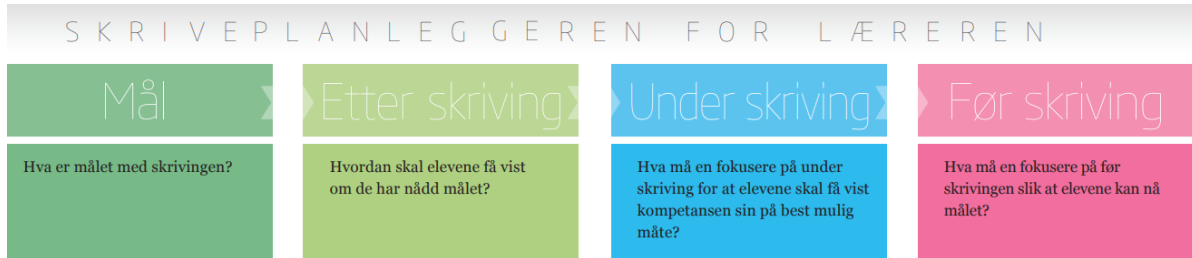 SKRIVEPLANLEGGEREN FOR LÆREREN
Mål
Hva er målet med skrivingen?
Etter skriving
Hvordan skal elevene få vist
om de har nådd målet?
Under skriving
Hva må en fokusere på under
skriving for at elevene skal få vist
kompetansen sin på best mulig
måte?
Før skriving
Hva må en fokusere på før
skrivingen slik at elevene kan nå
målet?